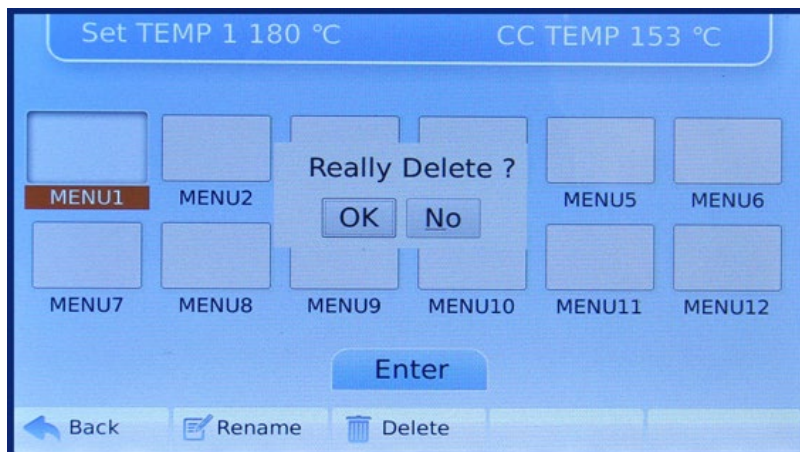 Set TEMP 1 180 °C CC TEMP 153 °C
Really Delete ?
OK No
MENU1 MENU2 MENU5 MENU6
MENU7 MENU8 MENU9 MENU10 MENU11 MENU12
Enter
Back Rename Delete